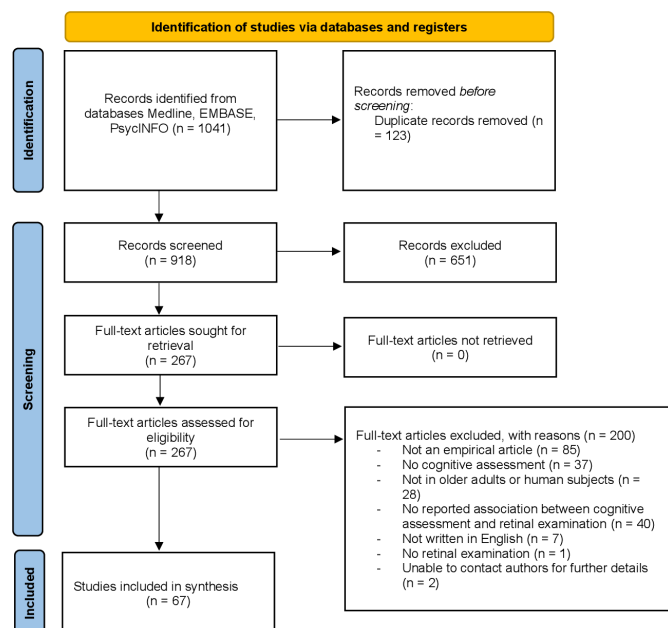 Identification of studies via databases and registers
Identification
Records identified from
databases Medline, EMBASE,
PsycINFO (n = 1041)
Records removed before
screening:
Duplicate records removed (n
= 123)
Screening
Records screened
(n = 918)
Records excluded
(n = 651)
Full-text articles sought for
retrieval
(n = 267)
Full-text articles not retrieved
(n = 0)
Full-text articles assessed for
eligibility
(n = 267)
Full-text articles excluded, with reasons (n = 200)
- Not an empirical article (n = 85)
- No cognitive assessment (n = 37)
- Not in older adults or human subjects (n =
28)
- No reported association between cognitive
assessment and retinal examination (n = 40)
- Not written in English (n = 7)
- No retinal examination (n = 1)
- Unable to contact authors for further details
(n = 2)
Included
Studies included in synthesis
(n = 67)